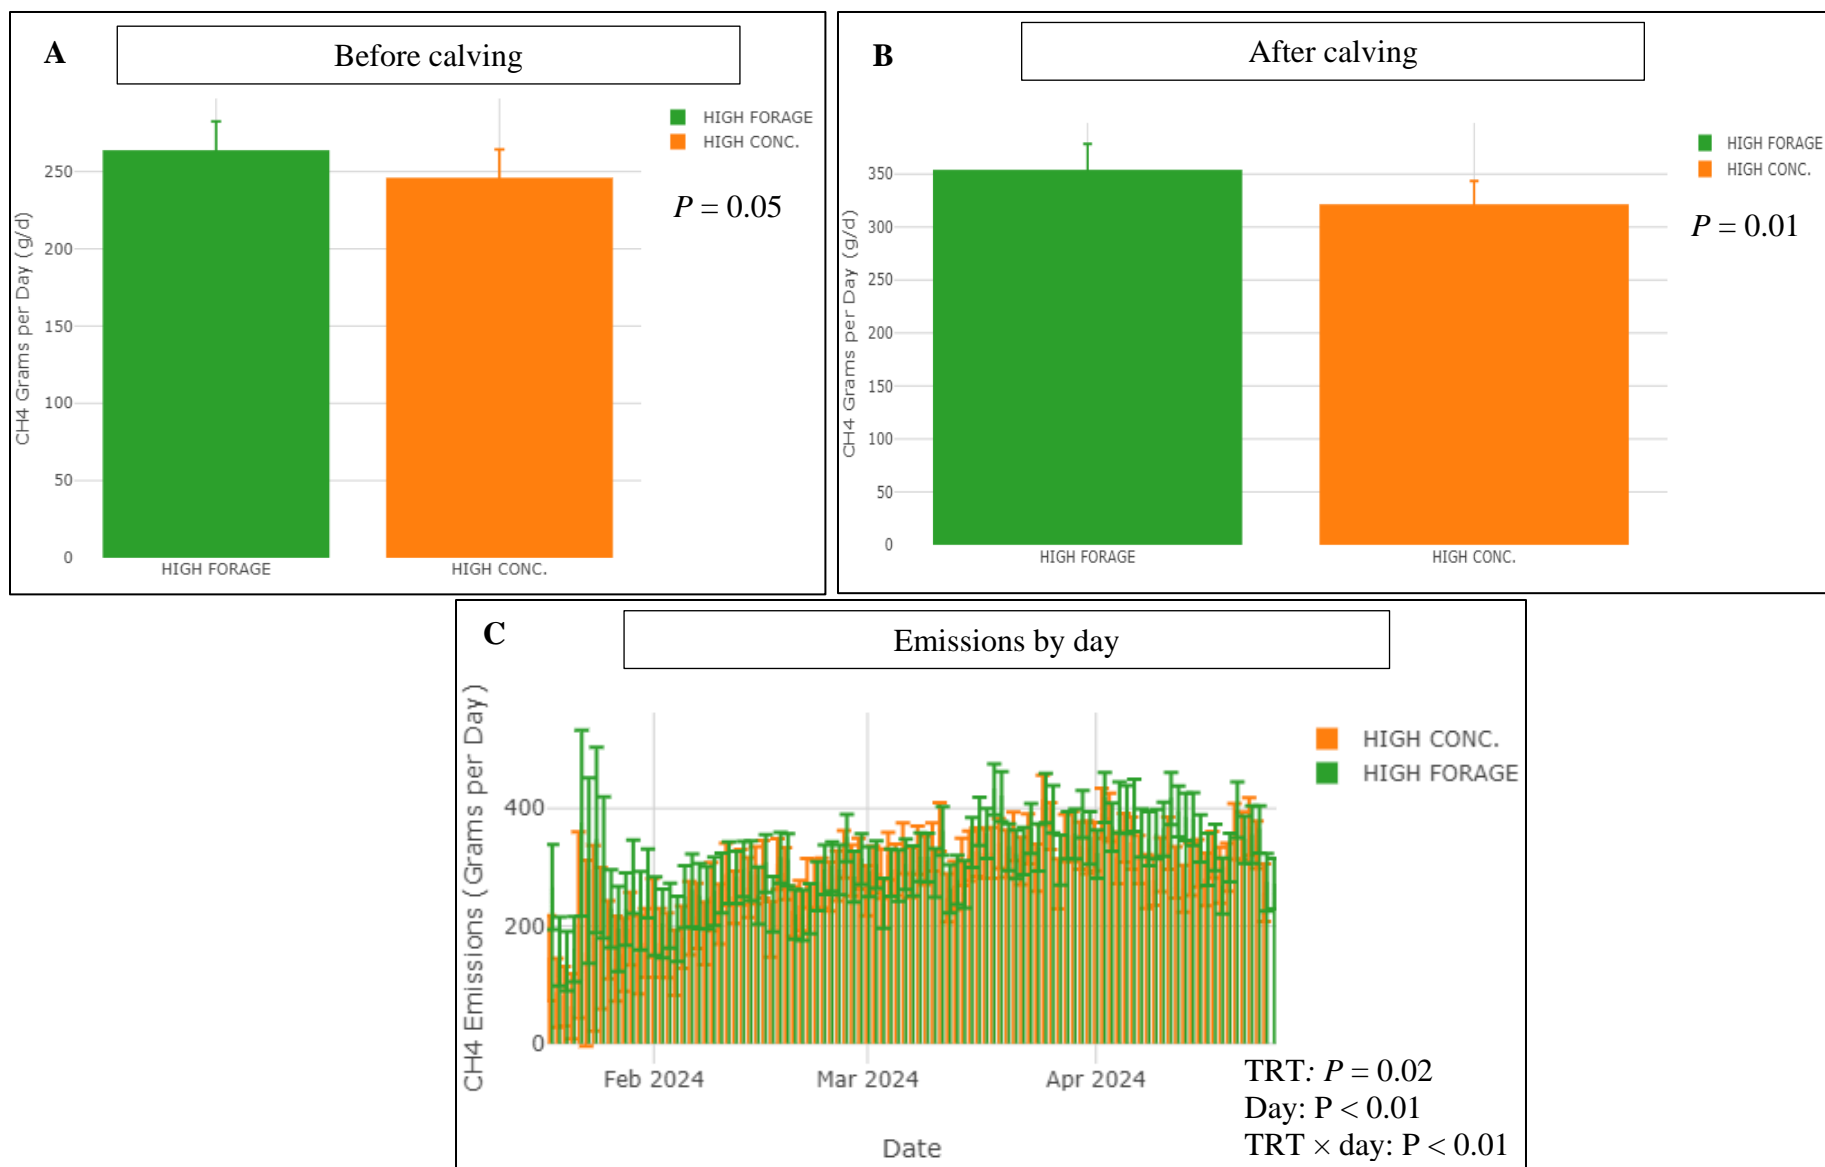 A
Before calving
HIGH FORAGE
HIGH CONC.
P = 0.05
CH4 Grams per Day (g/d)
250
200
150
100
50
0
HIGH FORAGE
HIGH CONC.
B
After calving
HIGH FORAGE
HIGH CONC.
P = 0.01
CH4 Grams per Day (g/d)
350
300
250
200
150
100
50
0
HIGH FORAGE
HIGH CONC.
C
Emissions by day
HIGH CONC.
HIGH FORAGE
CH4 Emissions (Grams per Day)
400
200
0
Feb 2024
Mar 2024
Apr 2024
Date
TRT: P = 0.02
Day: P < 0.01
TRT × day: P < 0.01